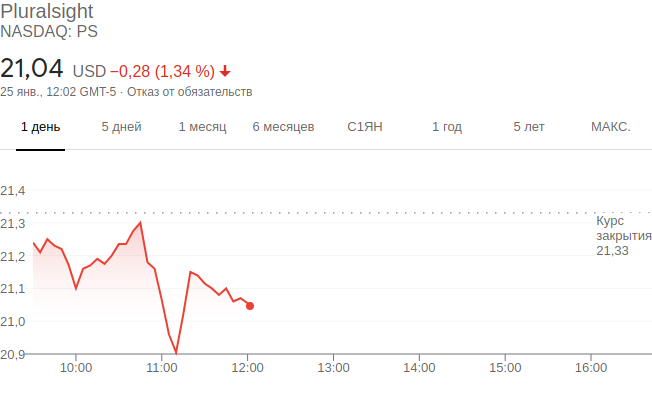 Pluralsight
NASDAQ: PS
21,04 USD −0,28 (1,34 %)
25 янв., 12:02 GMT-5 · Отказ от обязательств
1 день 5 дней 1 месяц 6 месяцев С1ЯН 1 год 5 лет МАКС.
21,4
21,3
Курс
закрытия
21,33
21,2
21,1
21,0
20,9
10:00 11:00 12:00 13:00 14:00 15:00 16:00